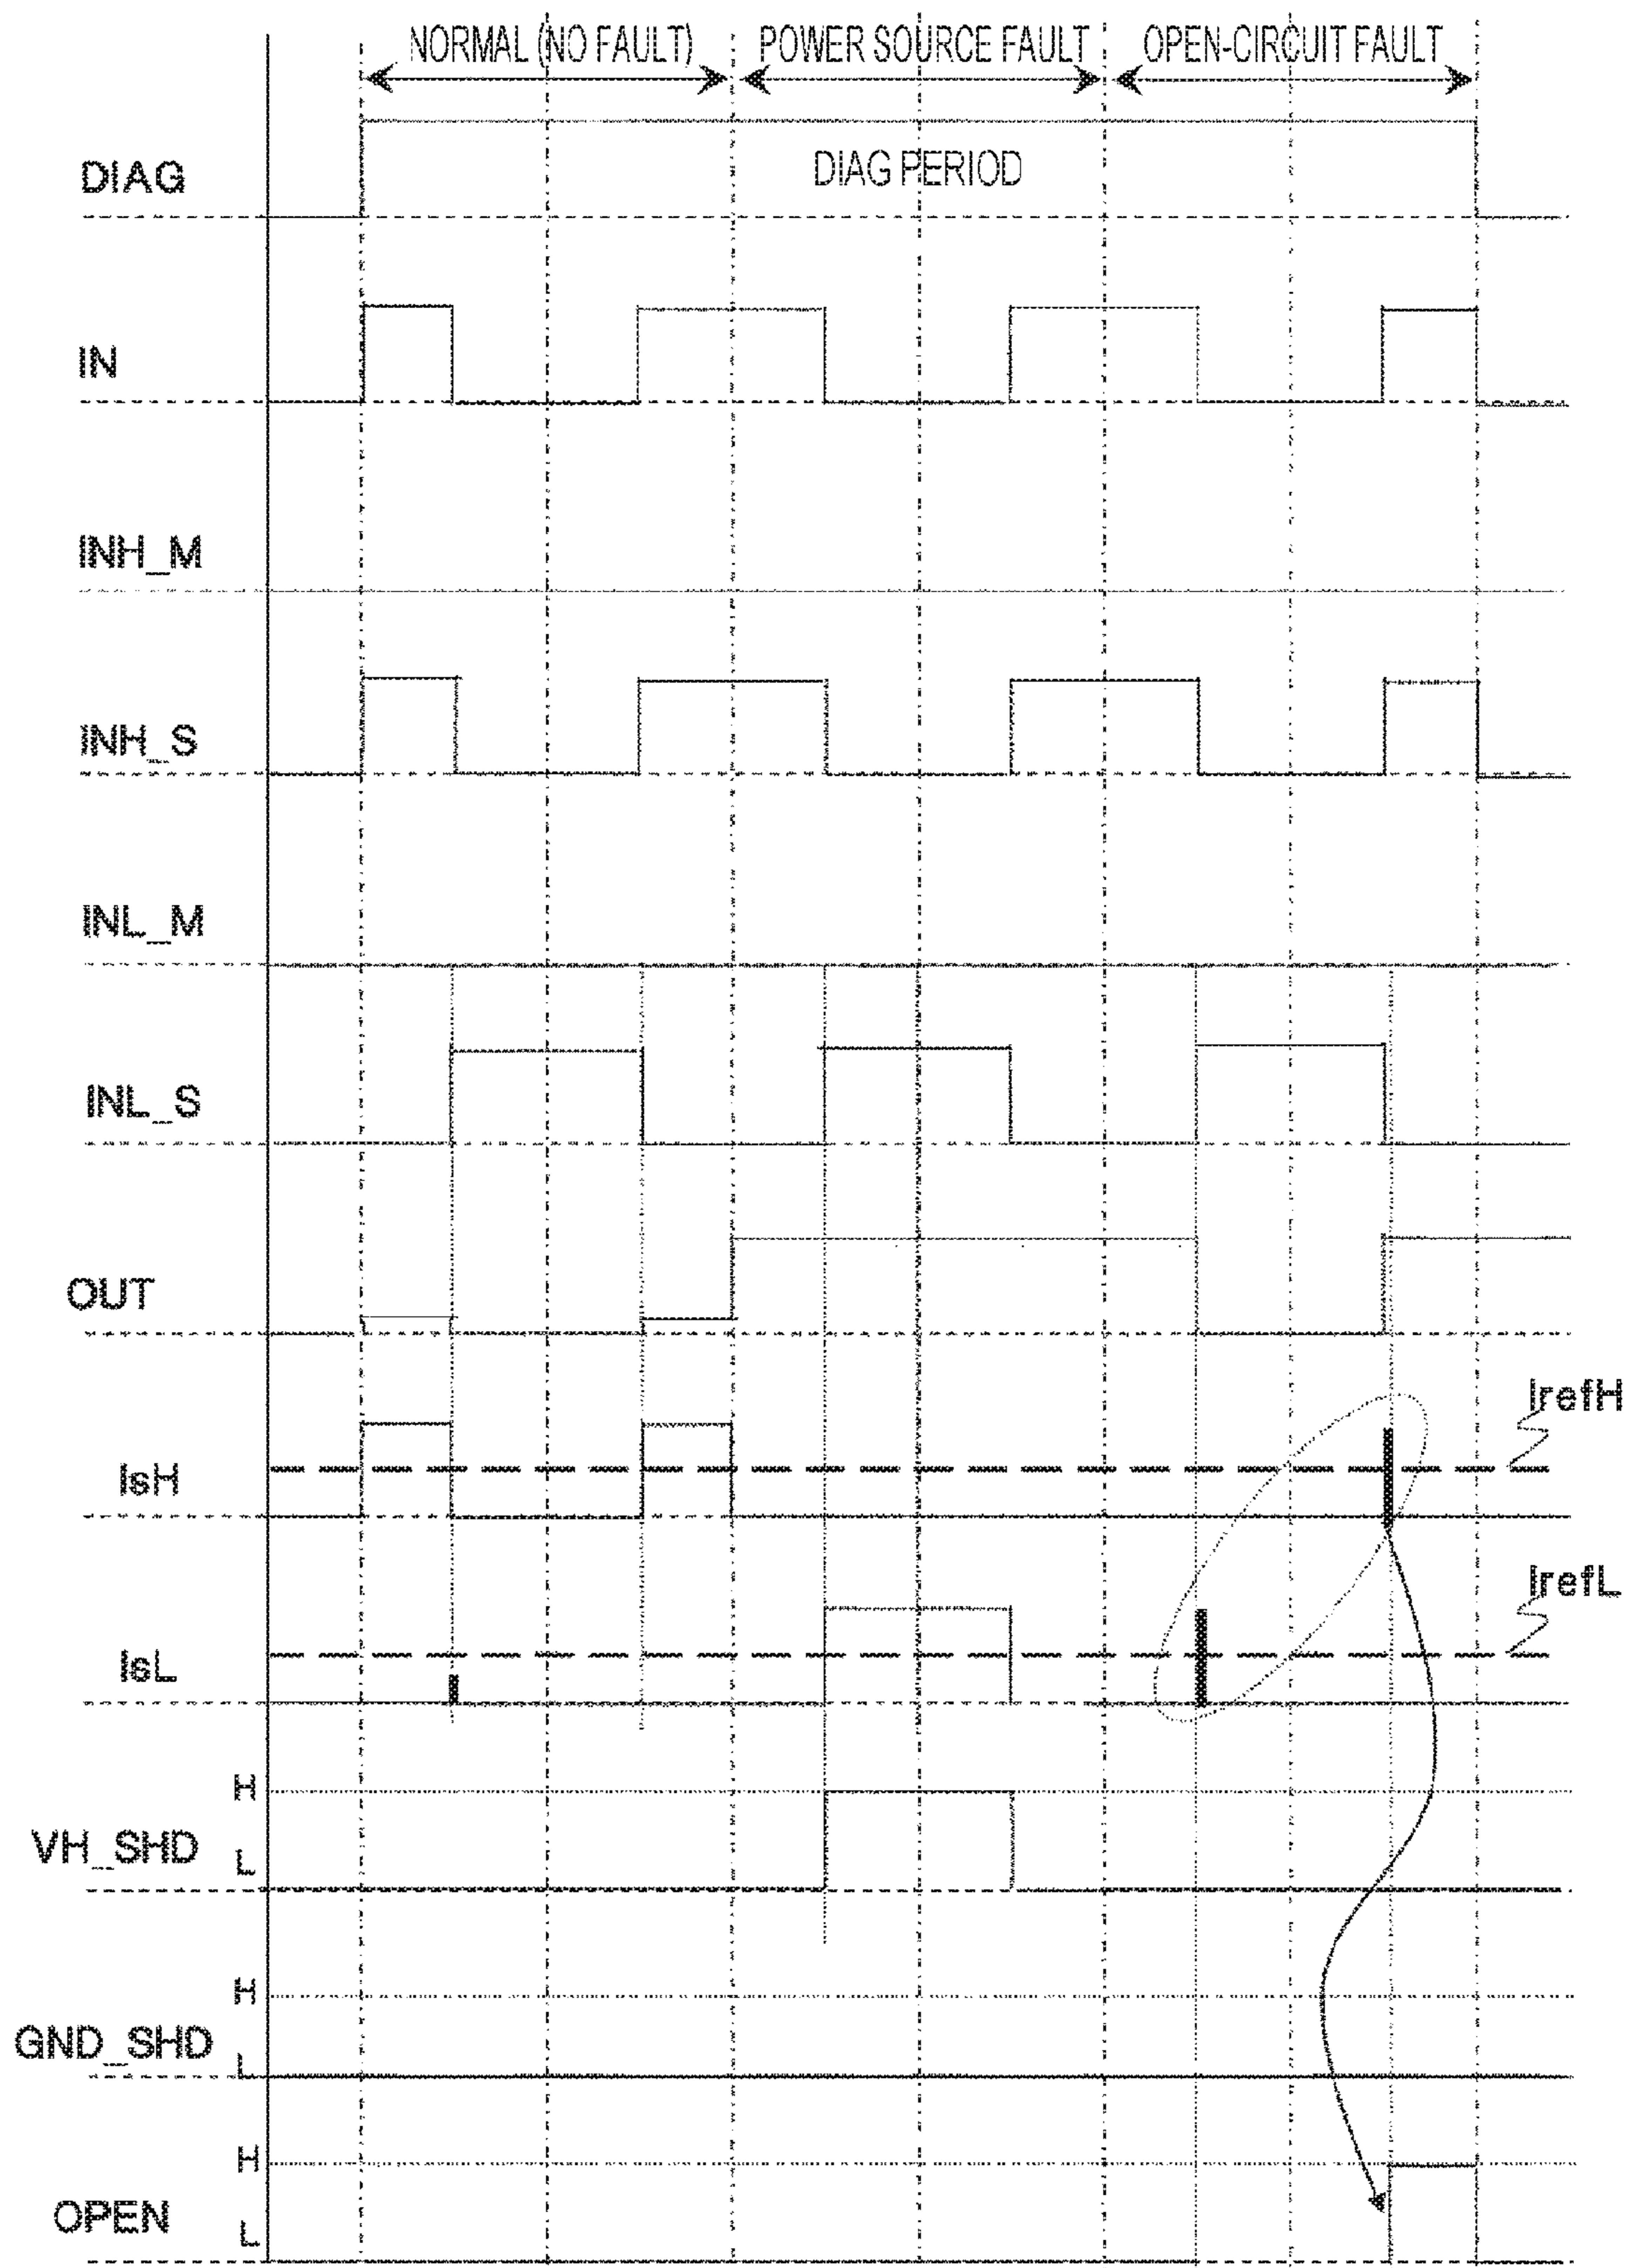 NORMAL (NO FAULT) POWER SOURCE FAULT OPEN-CIRCUIT FAULT
DIAG
DIAG PERIOD
IN
INH_M
INH_S
INL_M
INL_S
OUT
IrefH
IsH
IrefL
IsL
H
VH_SHD L
H
GND_SHD L
H
OPEN L